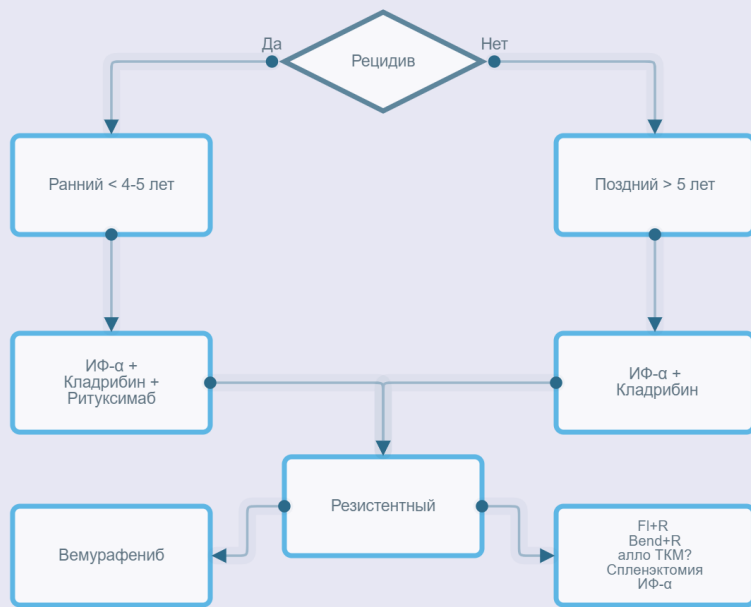 Да
Нет
Рецидив
Ранний < 4-5 лет
Поздний > 5 лет
ИФ-α +
Кладрибин +
Ритуксимаб
ИФ-α +
Кладрибин
Резистентный
Вемурафениб
Fl+R
Bend+R
алло ТКМ?
Спленэктомия
ИФ-α